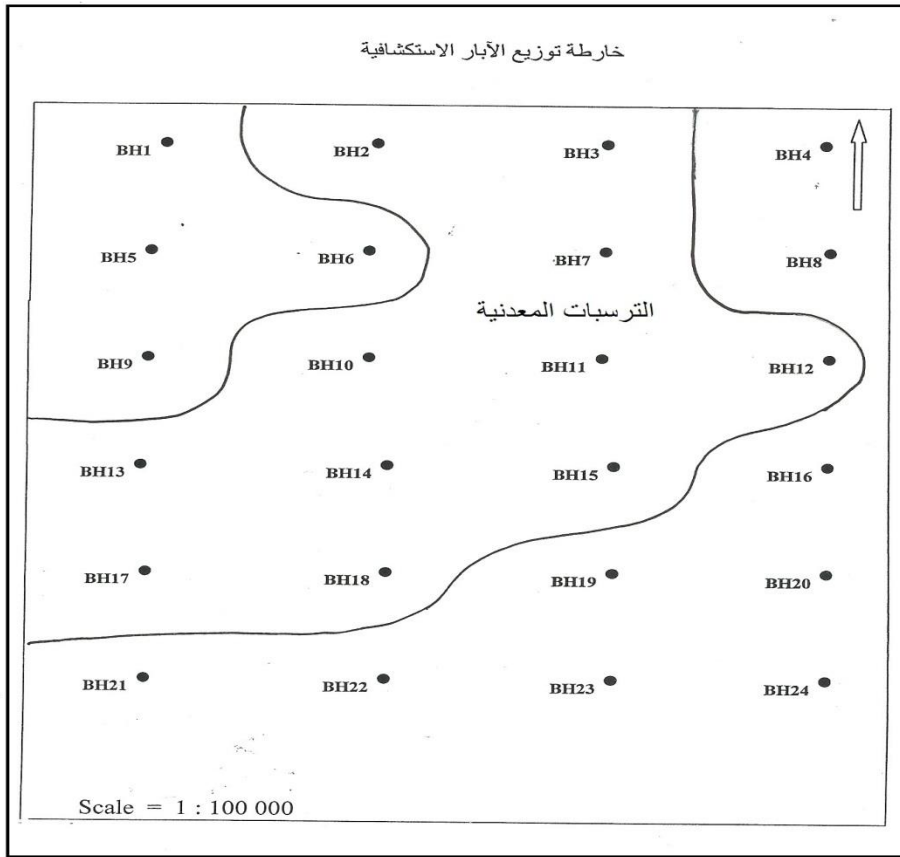 خارطة توزيع الآبار الاستكشافية
BH1 BH2 BH3 BH4
BH5 BH6 BH7 BH8
الترسبات المعدنية
BH9 BH10 BH11 BH12
BH13 BH14 BH15 BH16
BH17 BH18 BH19 BH20
BH21 BH22 BH23 BH24
Scale = 1 : 100 000